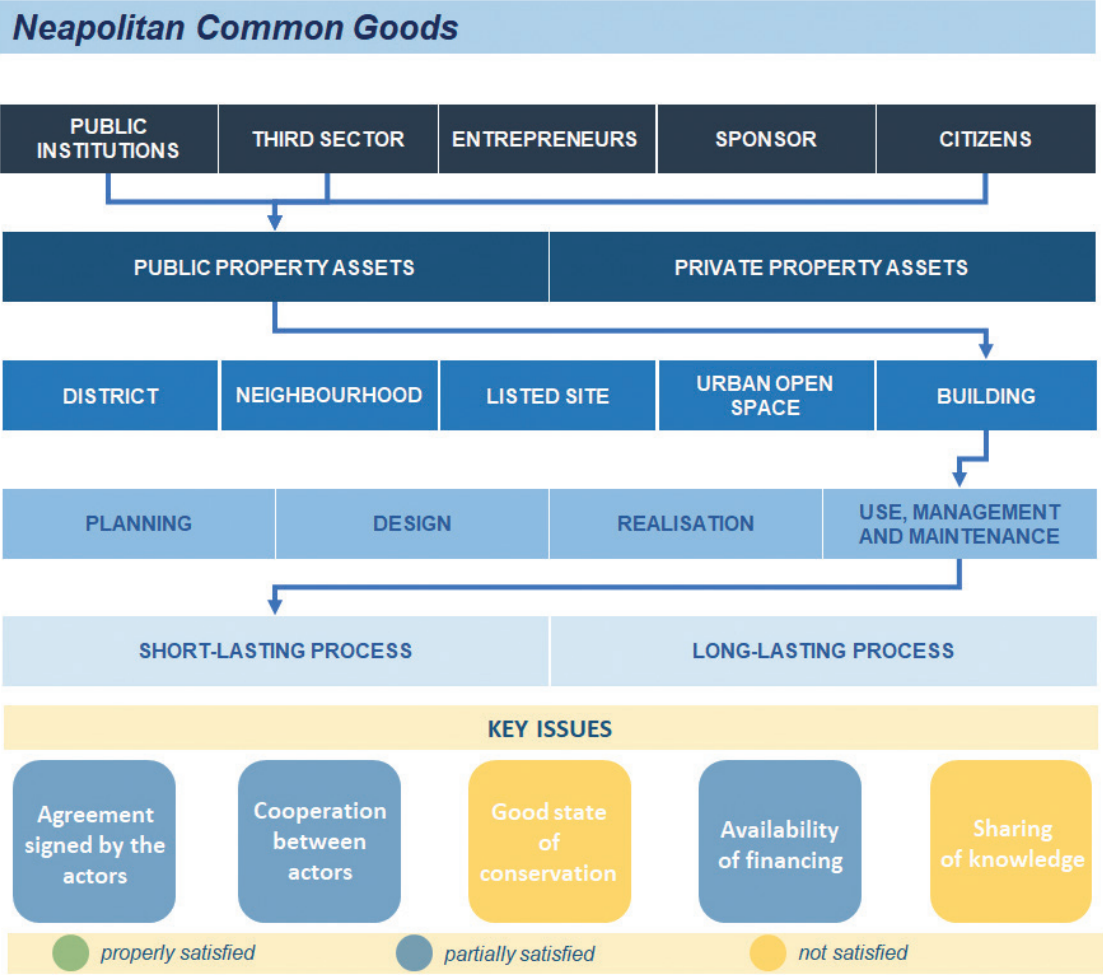 Neapolitan Common Goods
PUBLIC
INSTITUTIONS
THIRD SECTOR
ENTREPRENEURS
SPONSOR
CITIZENS
PUBLIC PROPERTY ASSETS
PRIVATE PROPERTY ASSETS
DISTRICT
NEIGHBOURHOOD
LISTED SITE
URBAN OPEN
SPACE
BUILDING
PLANNING
DESIGN
REALISATION
USE, MANAGEMENT
AND MAINTENANCE
SHORT-LASTING PROCESS
LONG-LASTING PROCESS
KEY ISSUES
Agreement
signed by the
actors
Cooperation
between
actors
Good state
of
conservation
Availability
of financing
Sharing
of knowledge
properly satisfied
partially satisfied
not satisfied